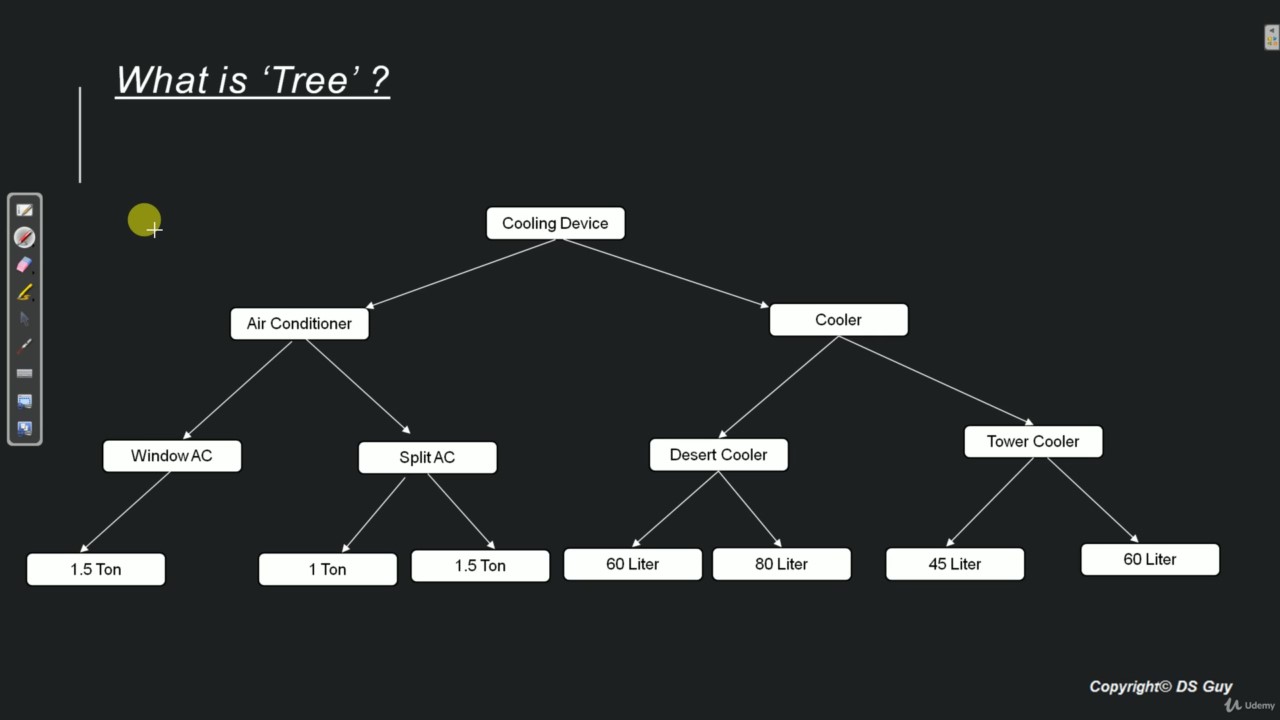 What is ‘Tree’ ?
Cooling Device
Air Conditioner
Cooler
Window AC
Split AC
Desert Cooler
Tower Cooler
1.5 Ton
1 Ton
1.5 Ton
60 Liter
80 Liter
45 Liter
60 Liter
Copyright© DS Guy
Udemy